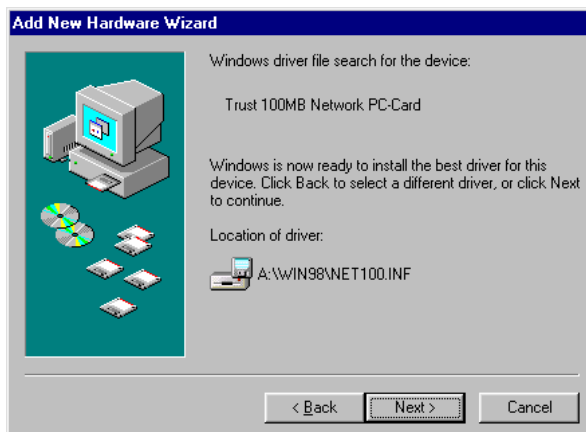 Add New Hardware Wizard
Windows driver file search for the device:
Trust 100MB Network PC-Card
Windows is now ready to install the best driver for this
device. Click Back to select a different driver, or click Next
to continue.
Location of driver:
A:\WIN98\NET100.INF
< Back
Next >
Cancel